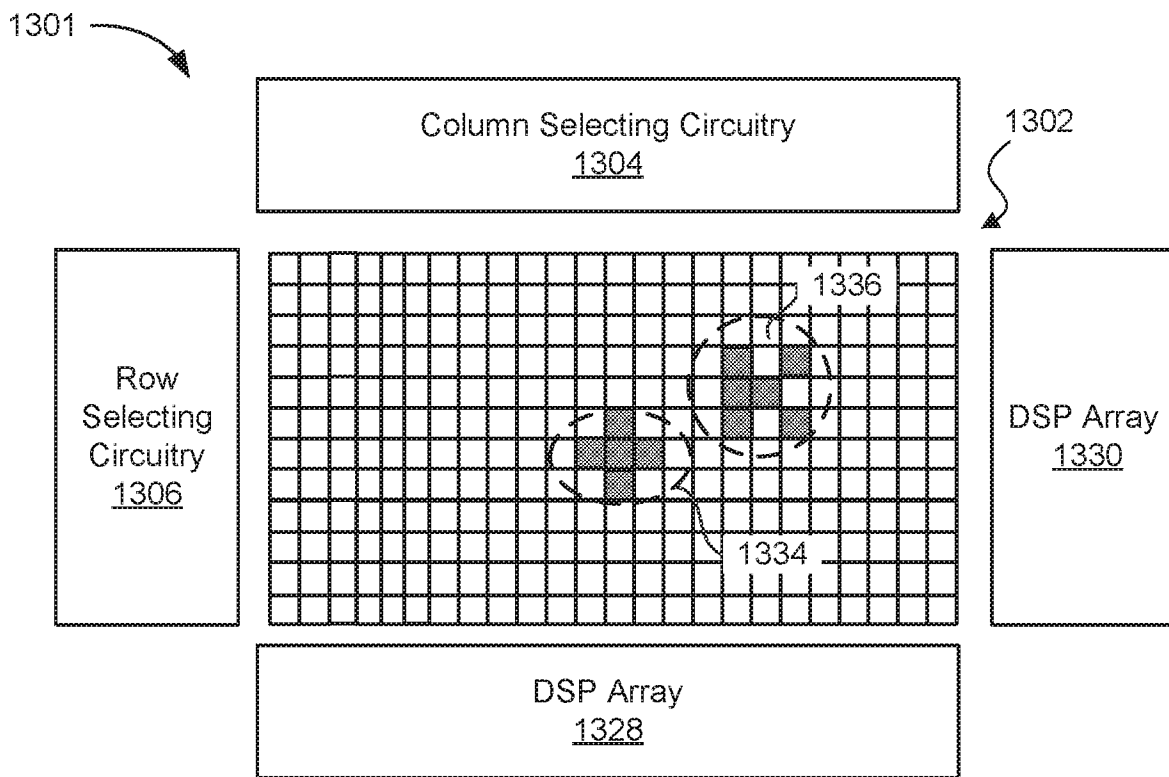 1301
Column Selecting Circuitry
1304
1302
1336
Row
Selecting
Circuitry
1306
DSP Array
1330
1334
DSP Array
1328